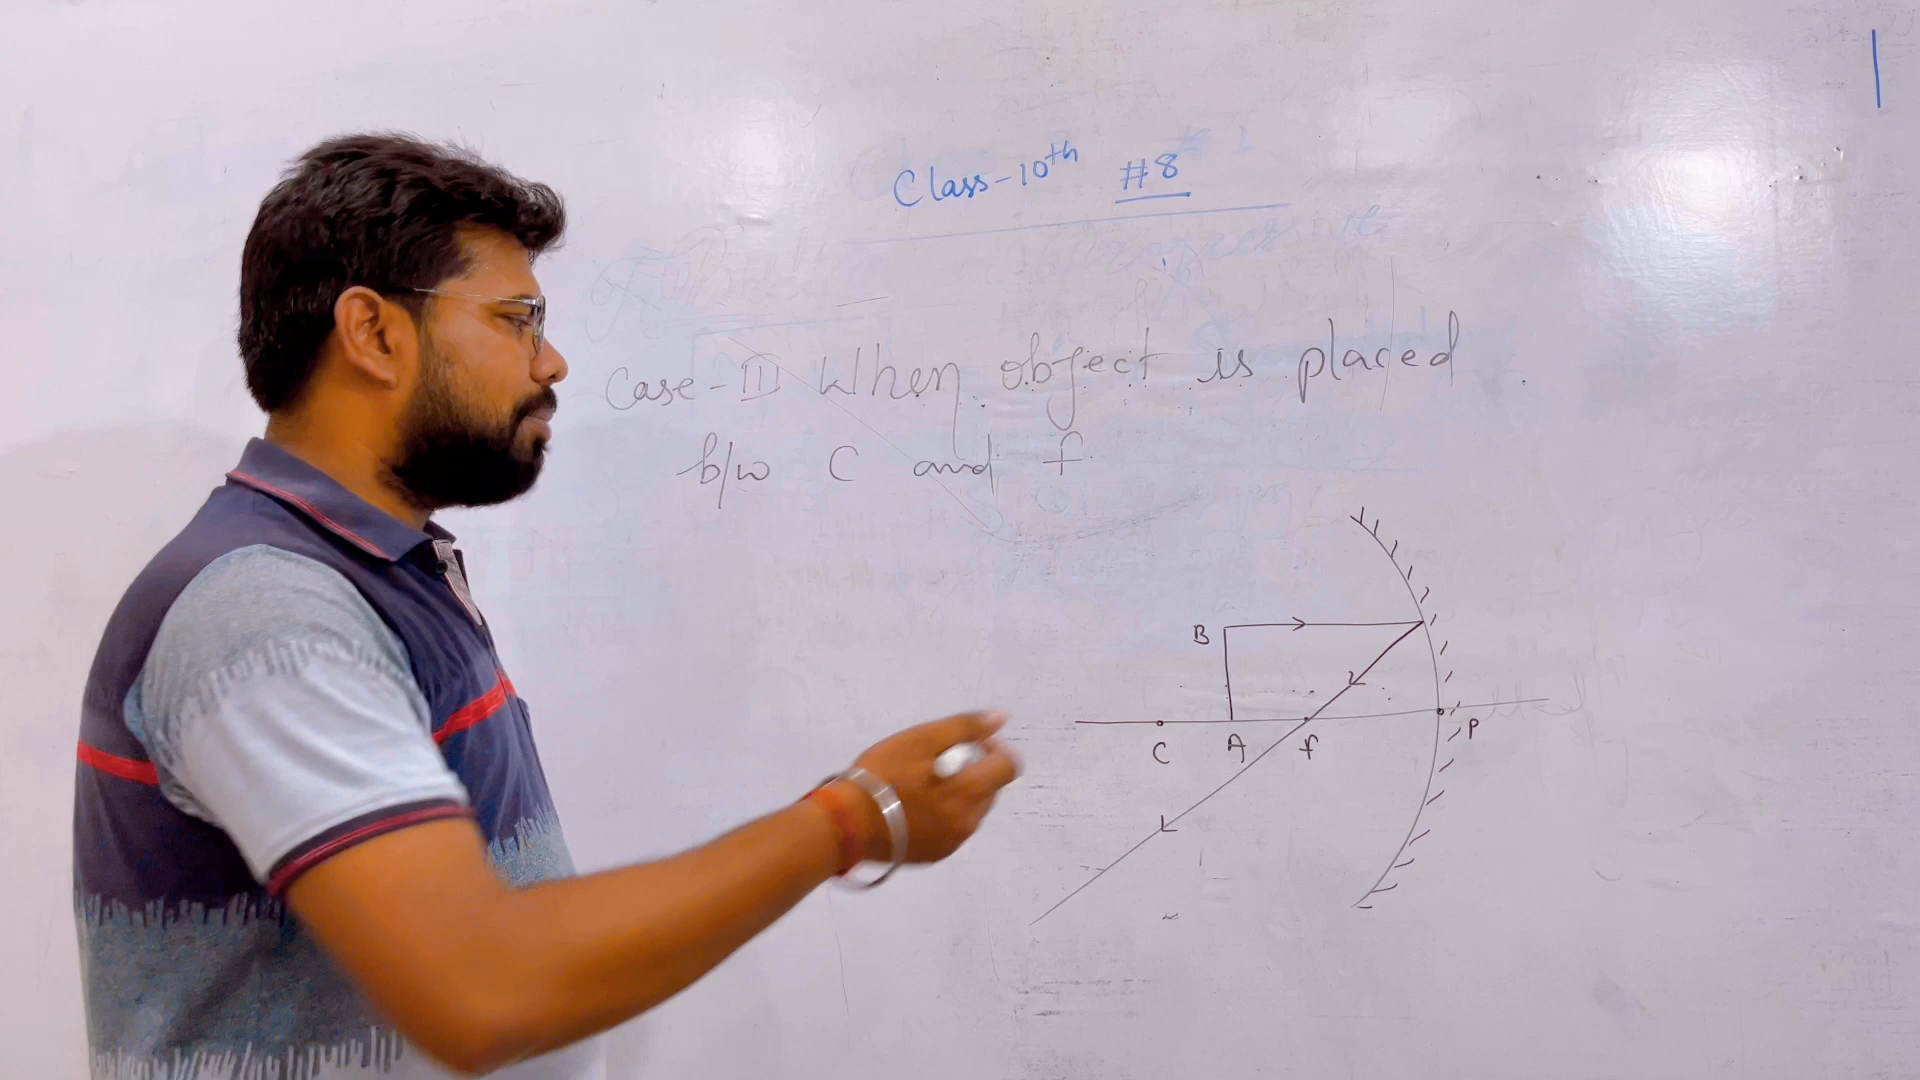 Class-10th #8
Case-III When object is placed
b/w C and f
B
C A f P